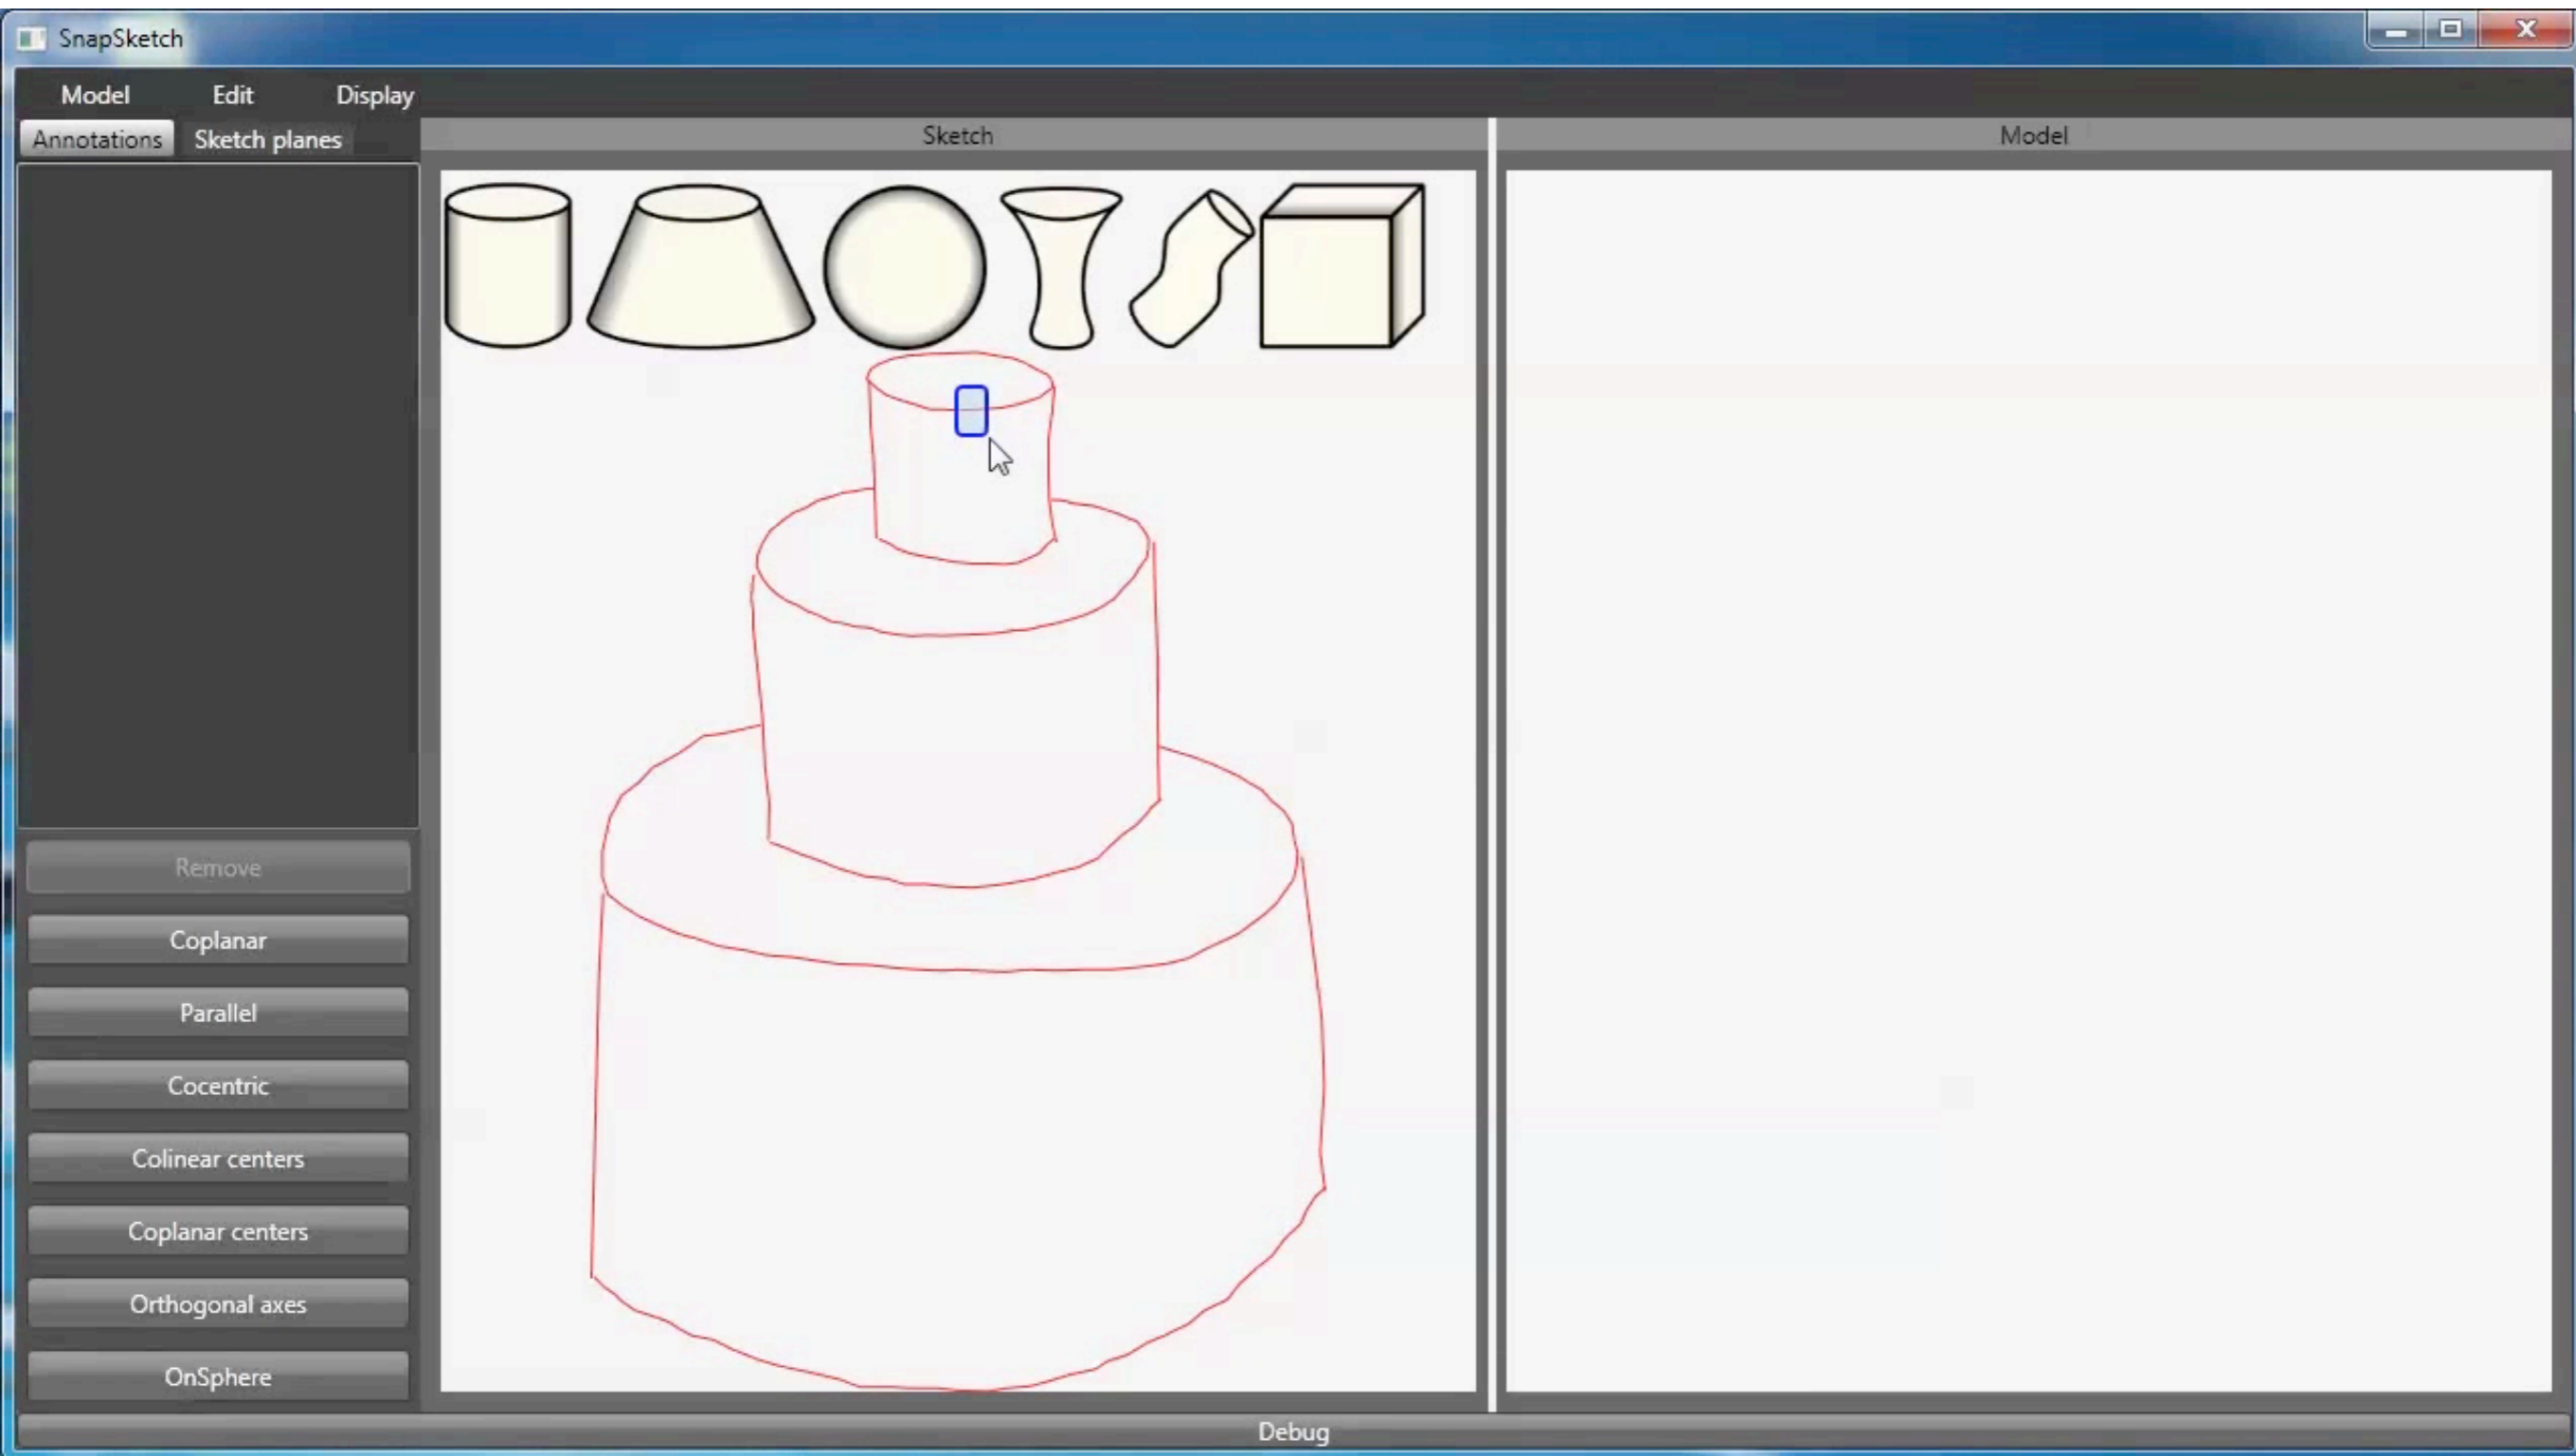 SnapSketch
Model Edit Display
Annotations Sketch planes
Sketch
Model
Remove
Coplanar
Parallel
Cocentric
Colinear centers
Coplanar centers
Orthogonal axes
OnSphere
Debug